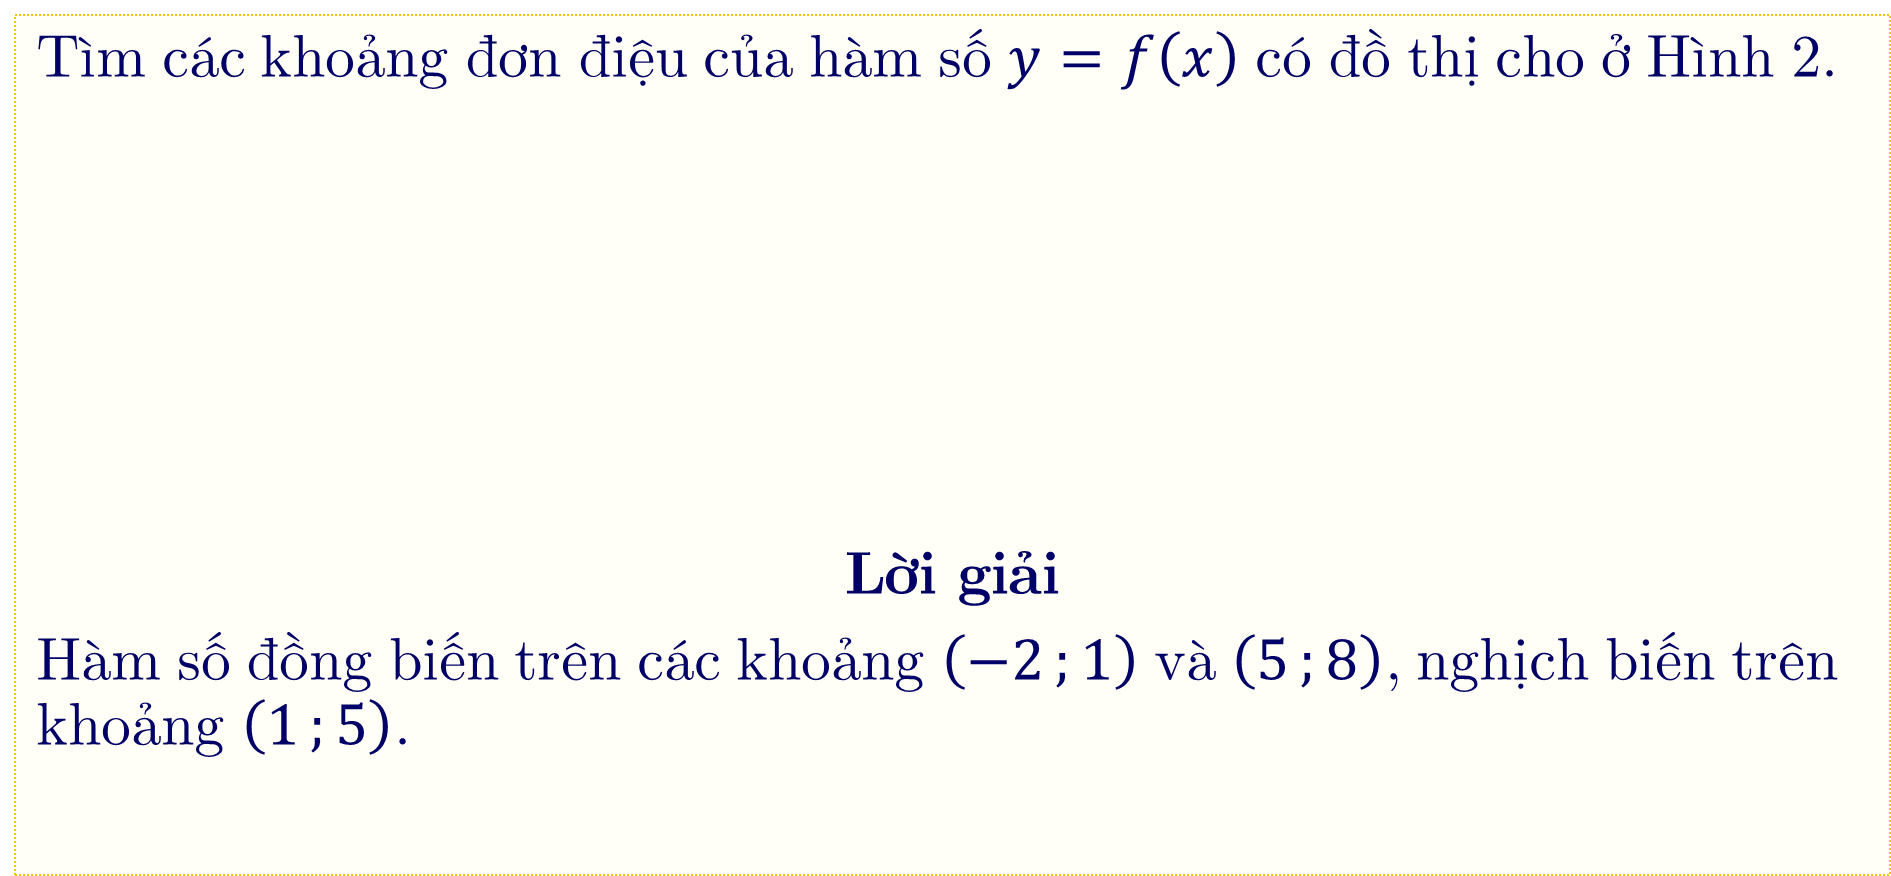 Tìm các khoảng đơn điệu của hàm số y = f(x) có đồ thị cho ở Hình 2.
Lời giải
Hàm số đồng biến trên các khoảng (−2 ; 1) và (5 ; 8), nghịch biến trên
khoảng (1 ; 5).